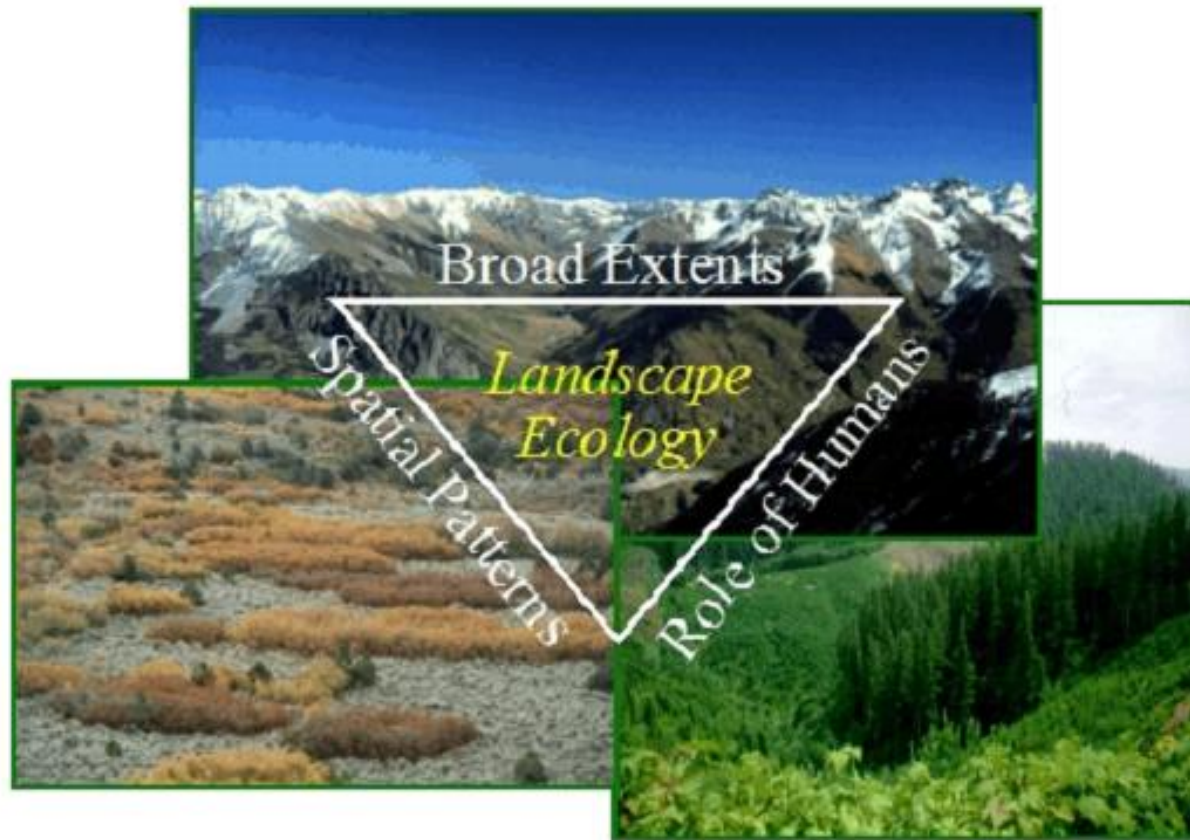 Broad Extents
Landscape
Ecology
Spatial Patterns
Role of Humans